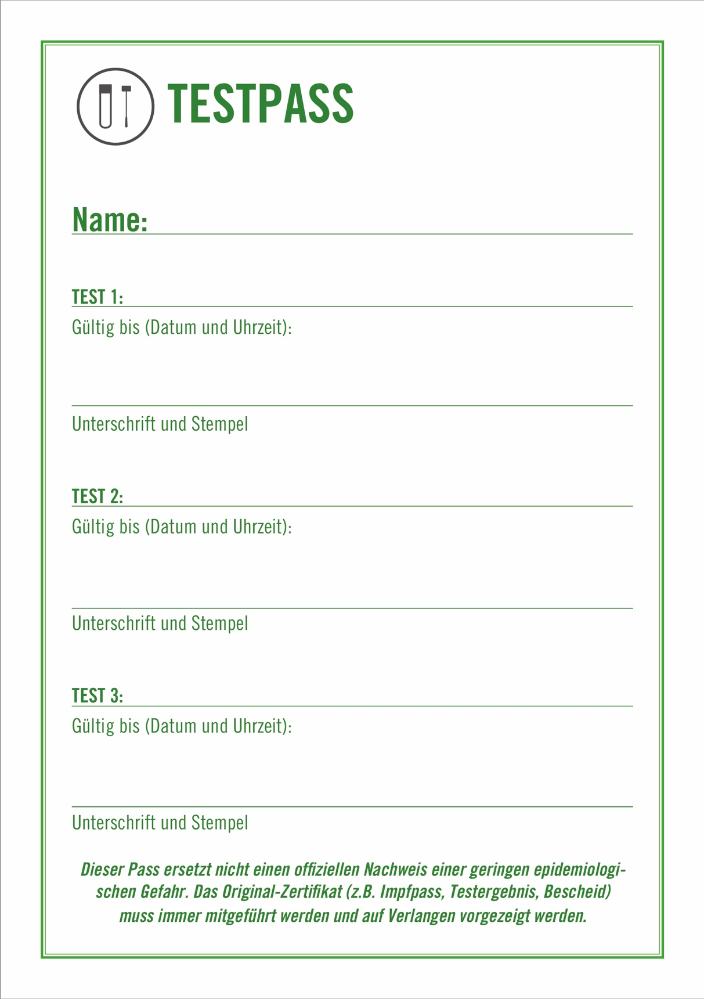 TESTPASS
Name:
TEST 1:
Gültig bis (Datum und Uhrzeit):
Unterschrift und Stempel
TEST 2:
Gültig bis (Datum und Uhrzeit):
Unterschrift und Stempel
TEST 3:
Gültig bis (Datum und Uhrzeit):
Unterschrift und Stempel
Dieser Pass ersetzt nicht einen offiziellen Nachweis einer geringen epidemiologi-
schen Gefahr. Das Original-Zertifikat (z.B. Impfpass, Testergebnis, Bescheid)
muss immer mitgeführt werden und auf Verlangen vorgezeigt werden.